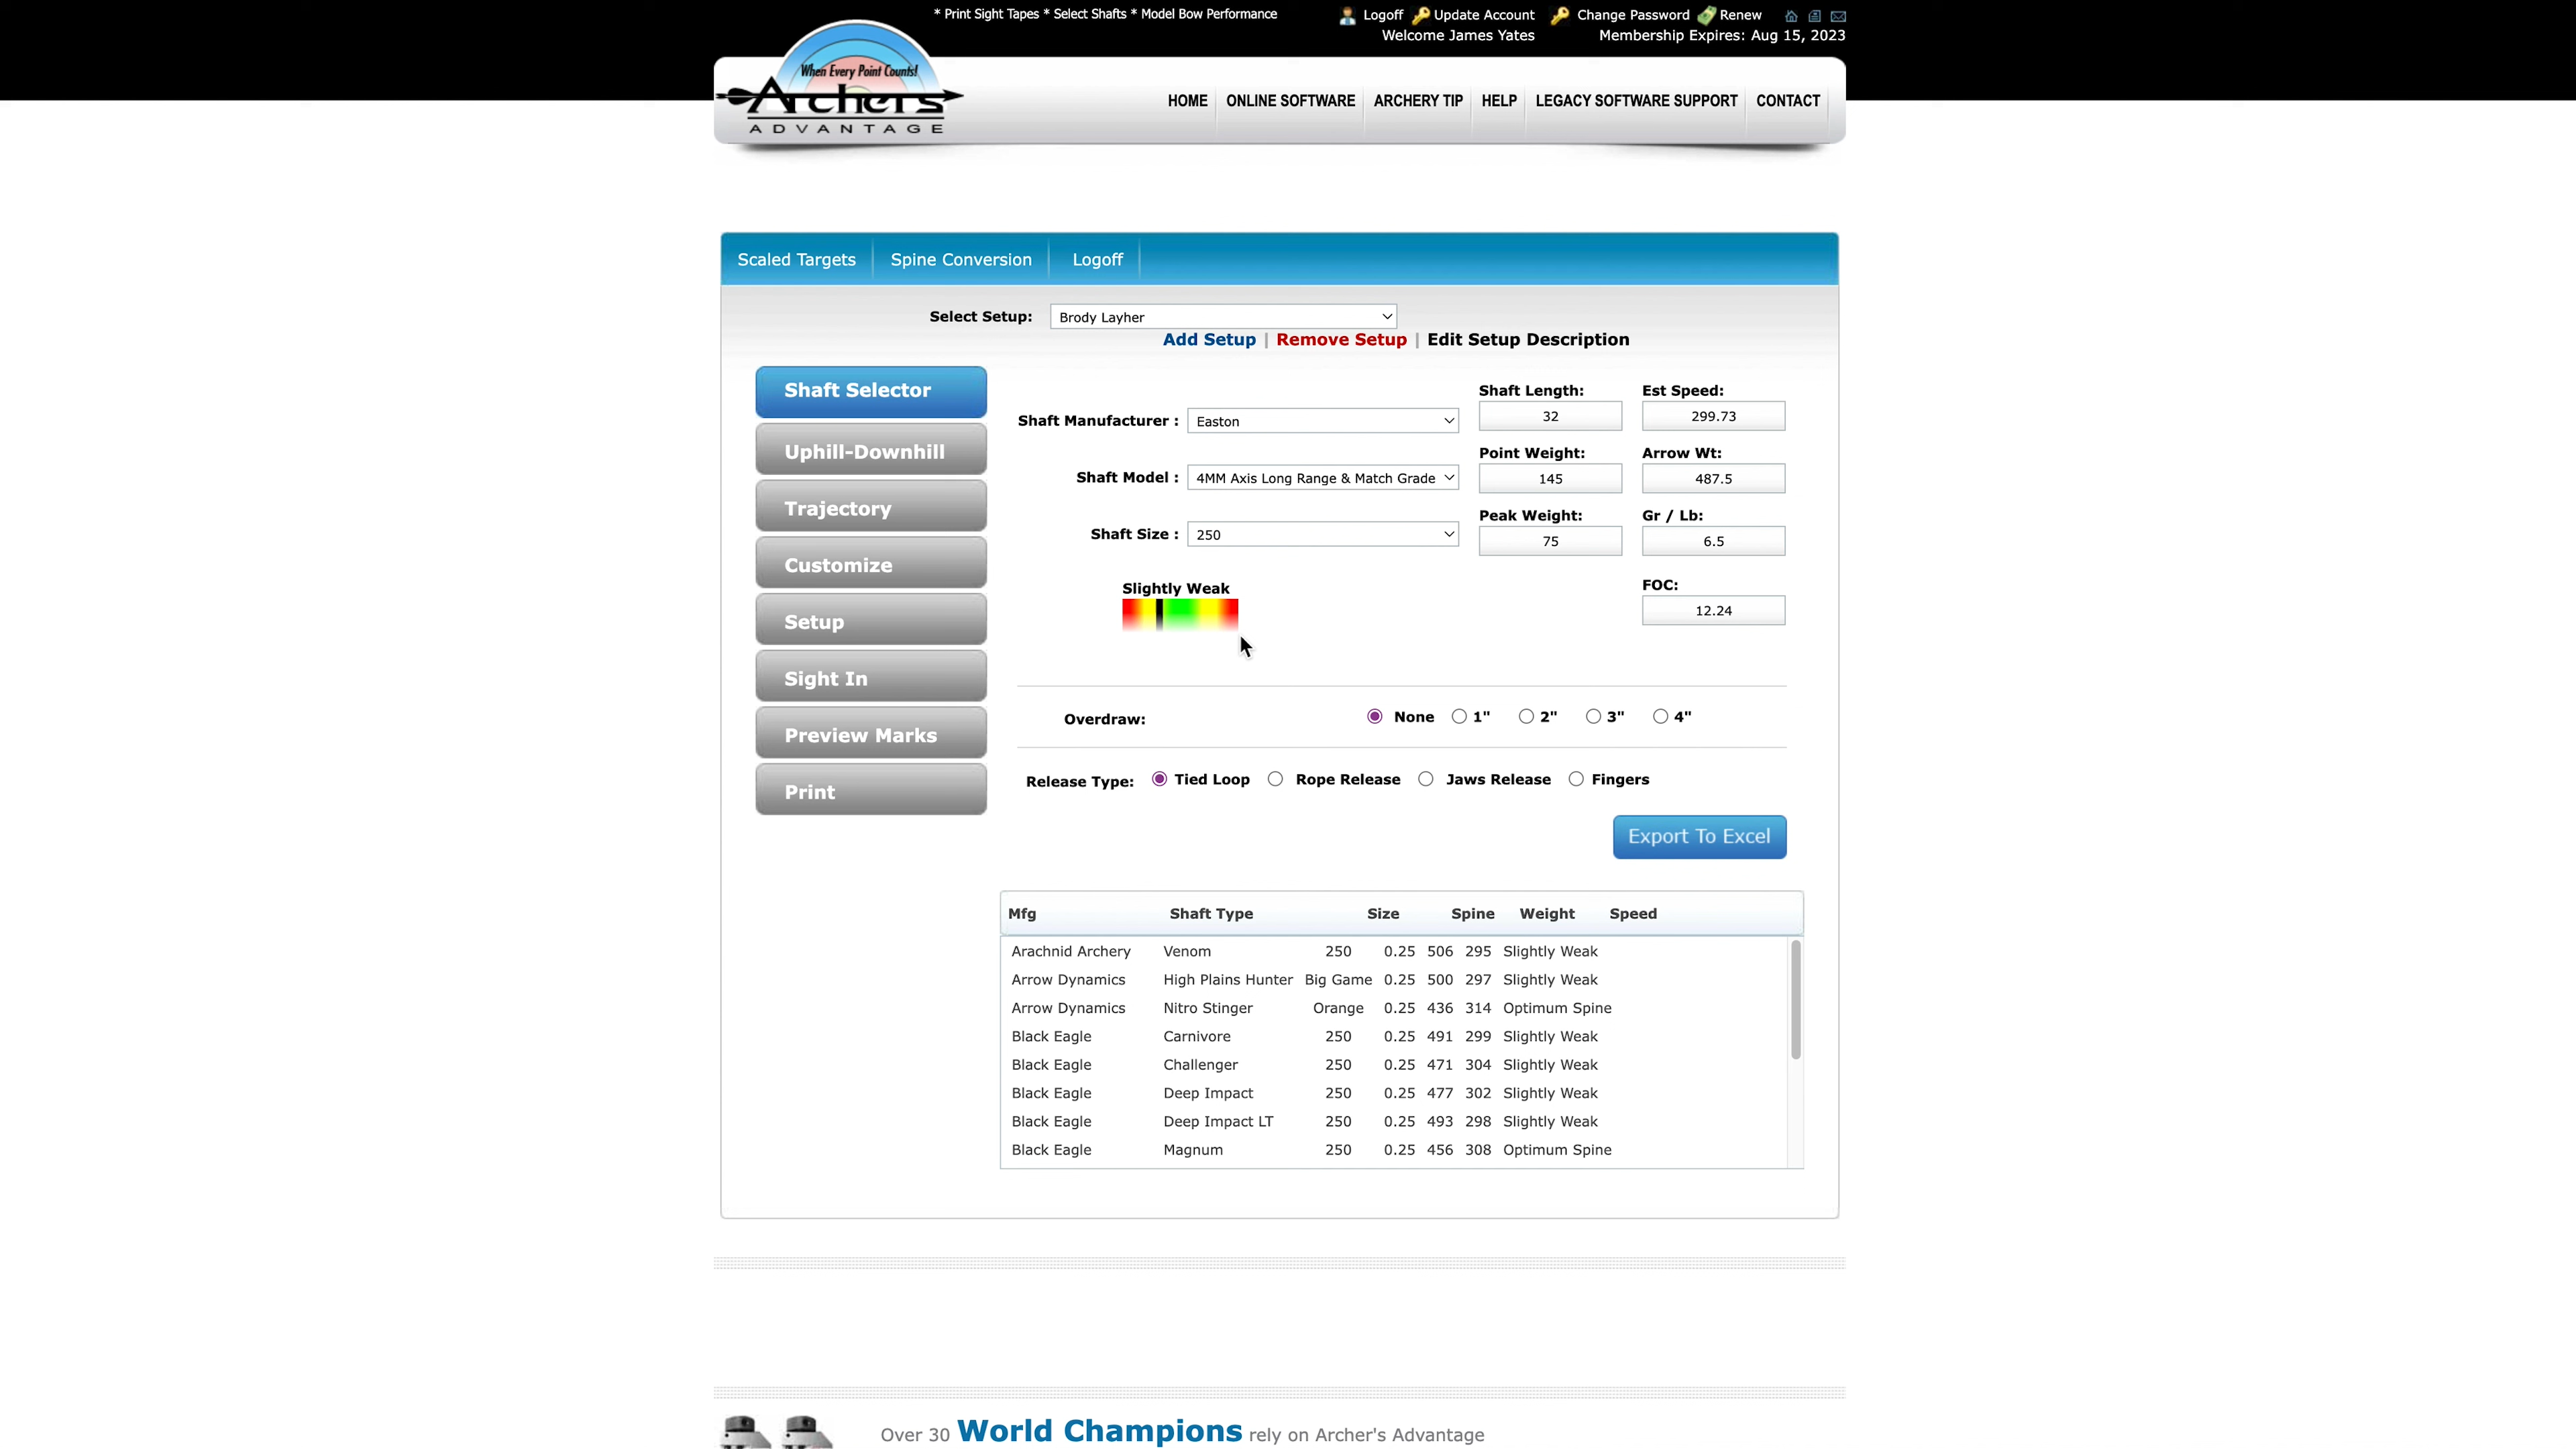 * Print Sight Tapes * Select Shafts * Model Bow Performance
Logoff Update Account Change Password Renew
Welcome James Yates Membership Expires: Aug 15, 2023
When Every Point Counts!
Archers
ADVANTAGE
HOME ONLINE SOFTWARE ARCHERY TIP HELP LEGACY SOFTWARE SUPPORT CONTACT
Scaled Targets Spine Conversion Logoff
Select Setup: Brody Layher
Add Setup | Remove Setup | Edit Setup Description
Shaft Selector
Uphill-Downhill
Trajectory
Customize
Setup
Sight In
Preview Marks
Print
Shaft Manufacturer : Easton
Shaft Model : 4MM Axis Long Range & Match Grade
Shaft Size : 250
Shaft Length: Est Speed:
32 299.73
Point Weight: Arrow Wt:
145 487.5
Peak Weight: Gr / Lb:
75 6.5
Slightly Weak
FOC:
12.24
Overdraw: None 1" 2" 3" 4"
Release Type: Tied Loop Rope Release Jaws Release Fingers
Export To Excel
Mfg Shaft Type Size Spine Weight Speed
Arachnid Archery Venom 250 0.25 506 295 Slightly Weak
Arrow Dynamics High Plains Hunter Big Game 0.25 500 297 Slightly Weak
Arrow Dynamics Nitro Stinger Orange 0.25 436 314 Optimum Spine
Black Eagle Carnivore 250 0.25 491 299 Slightly Weak
Black Eagle Challenger 250 0.25 471 304 Slightly Weak
Black Eagle Deep Impact 250 0.25 477 302 Slightly Weak
Black Eagle Deep Impact LT 250 0.25 493 298 Slightly Weak
Black Eagle Magnum 250 0.25 456 308 Optimum Spine
Over 30 World Champions rely on Archer's Advantage